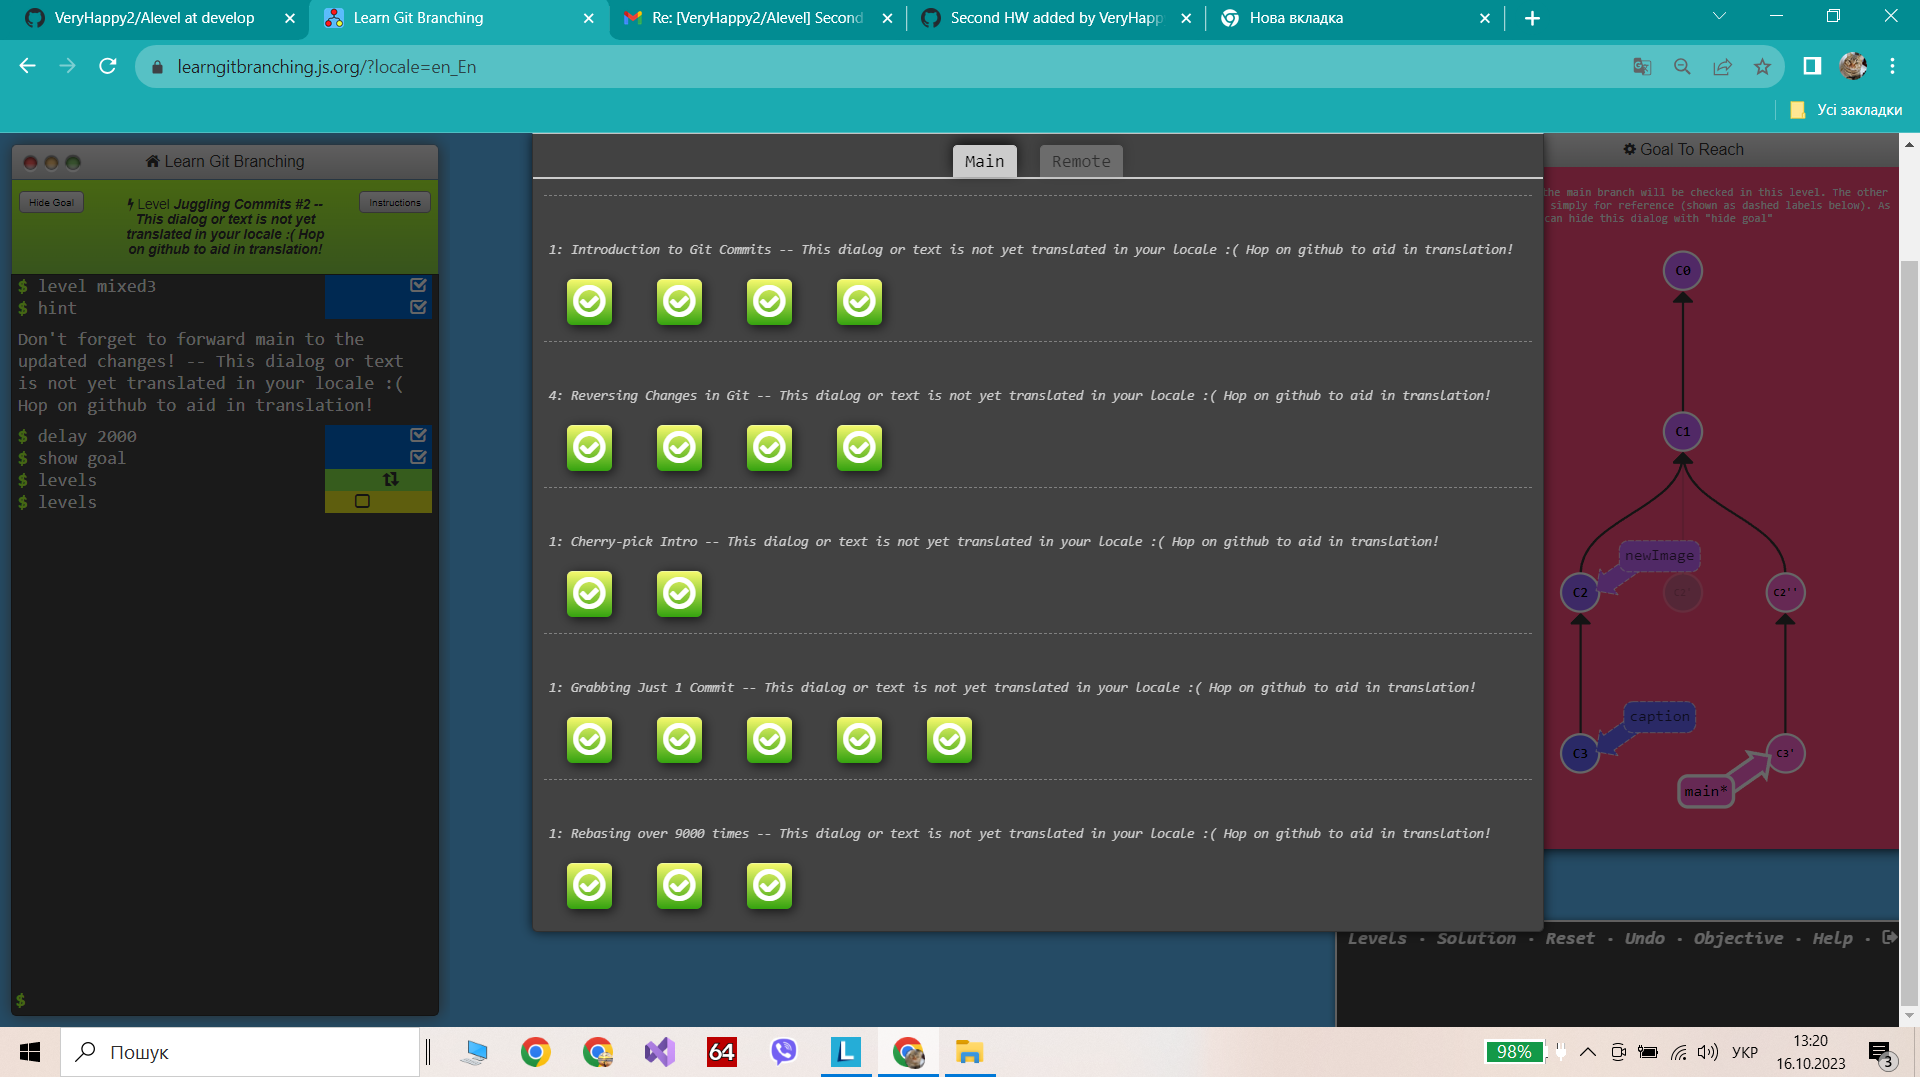 VeryHappy2/Alevel at develop
Learn Git Branching
Re: [VeryHappy2/Alevel] Second
Second HW added by VeryHapp
Нова вкладка
learngitbranching.js.org/?locale=en_En
Усі закладки
Learn Git Branching
Hide Goal
Level Juggling Commits #2 --
This dialog or text is not yet
translated in your locale :( Hop
on github to aid in translation!
Instructions
$ level mixed3
$ hint
Don't forget to forward main to the
updated changes! -- This dialog or text
is not yet translated in your locale :(
Hop on github to aid in translation!
$ delay 2000
$ show goal
$ levels
$ levels
$
Main
Remote
1: Introduction to Git Commits -- This dialog or text is not yet translated in your locale :( Hop on github to aid in translation!
4: Reversing Changes in Git -- This dialog or text is not yet translated in your locale :( Hop on github to aid in translation!
1: Cherry-pick Intro -- This dialog or text is not yet translated in your locale :( Hop on github to aid in translation!
1: Grabbing Just 1 Commit -- This dialog or text is not yet translated in your locale :( Hop on github to aid in translation!
1: Rebasing over 9000 times -- This dialog or text is not yet translated in your locale :( Hop on github to aid in translation!
Goal To Reach
the main branch will be checked in this level. The other
simply for reference (shown as dashed labels below). As
can hide this dialog with "hide goal"
C0
C1
newImage
C2
C2''
caption
C3
C3'
main*
Levels · Solution · Reset · Undo · Objective · Help ·
Пошук
64
L
98%
УКР
13:20
16.10.2023
3